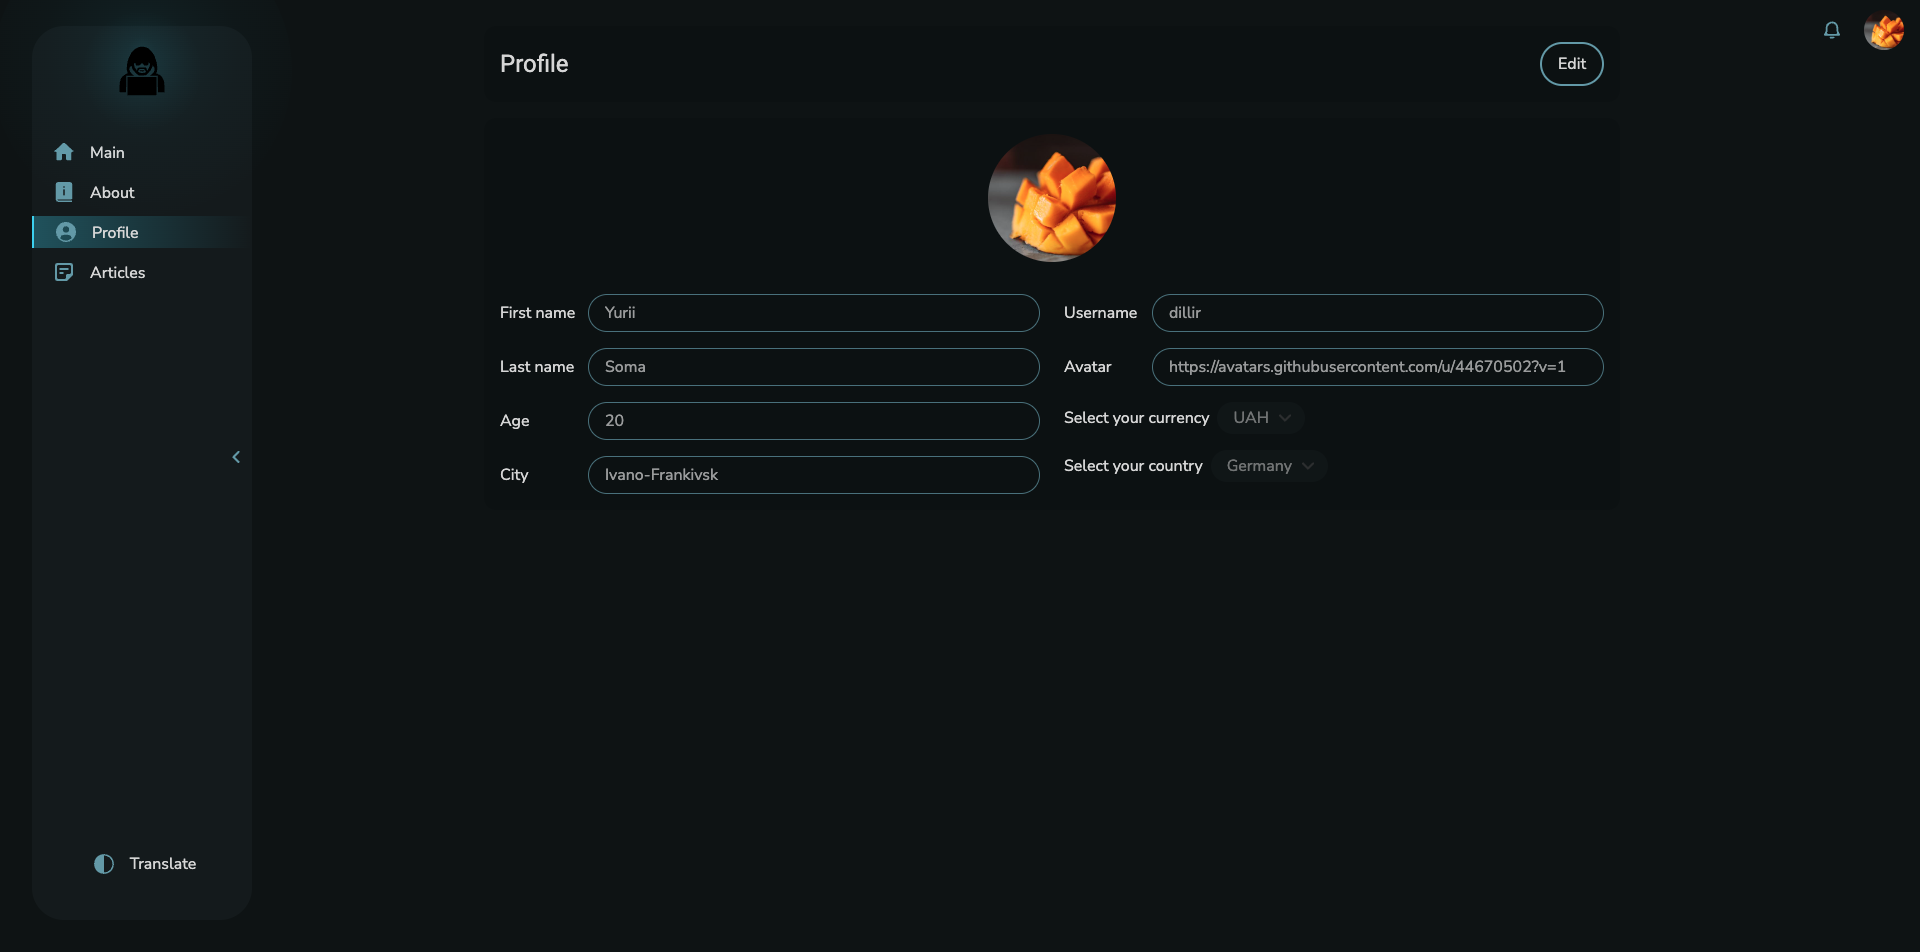 Main
About
Profile
Articles
Translate
Profile
Edit
First name Yurii
Last name Soma
Age 20
City Ivano-Frankivsk
Username dillir
Avatar https://avatars.githubusercontent.com/u/44670502?v=1
Select your currency UAH
Select your country Germany